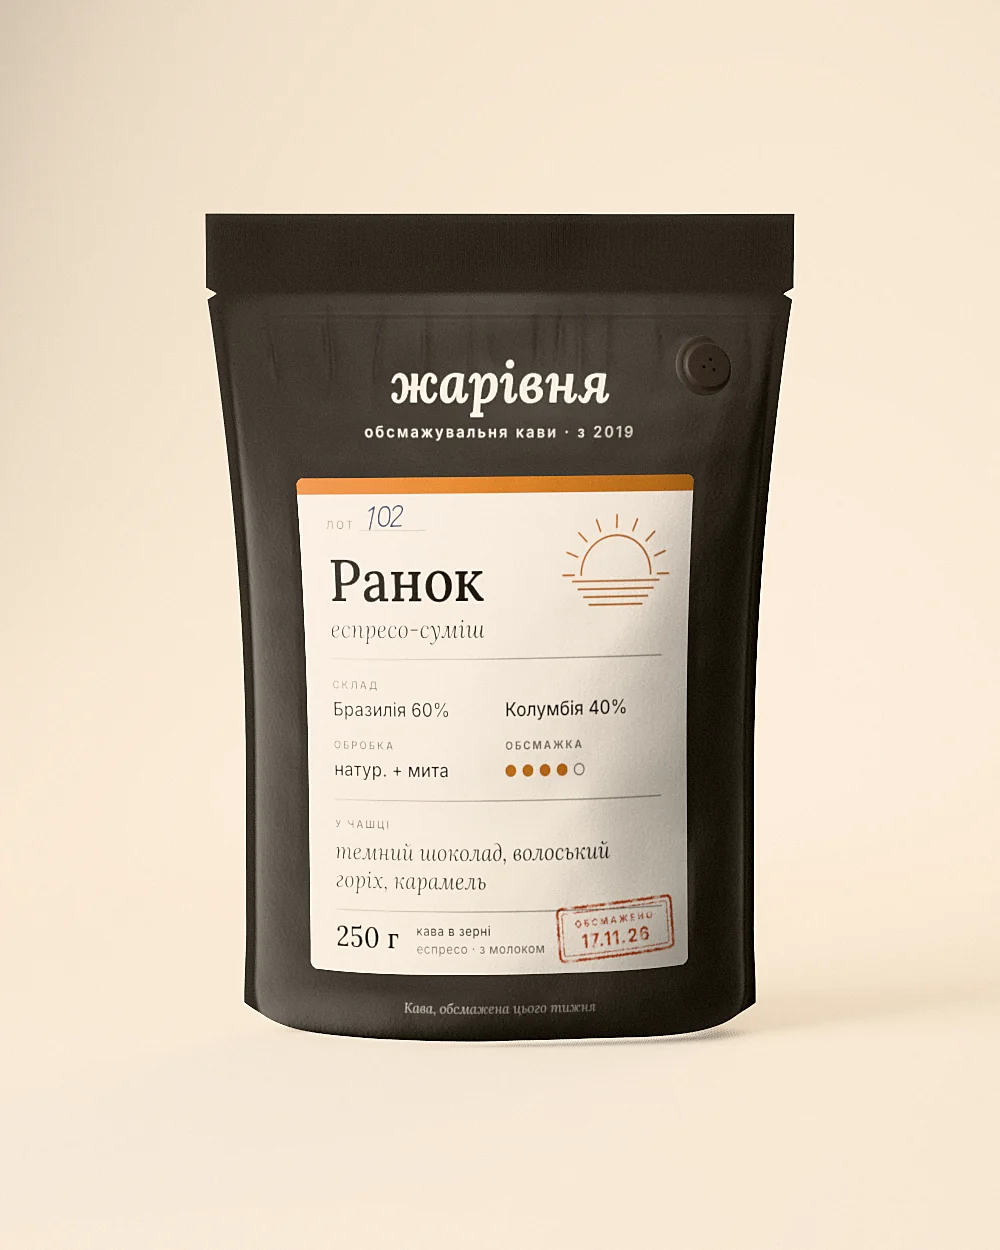 жарівня
обсмажувальня кави · з 2019
ЛОТ 102
Ранок
еспресо-суміш
СКЛАД
Бразилія 60% Колумбія 40%
ОБРОБКА ОБСМАЖКА
натур. + мита
У ЧАШЦІ
темний шоколад, волоський
горіх, карамель
250 г
кава в зерні
еспресо · з молоком
ОБСМАЖЕНО
17.11.26
Кава, обсмажена цього тижня